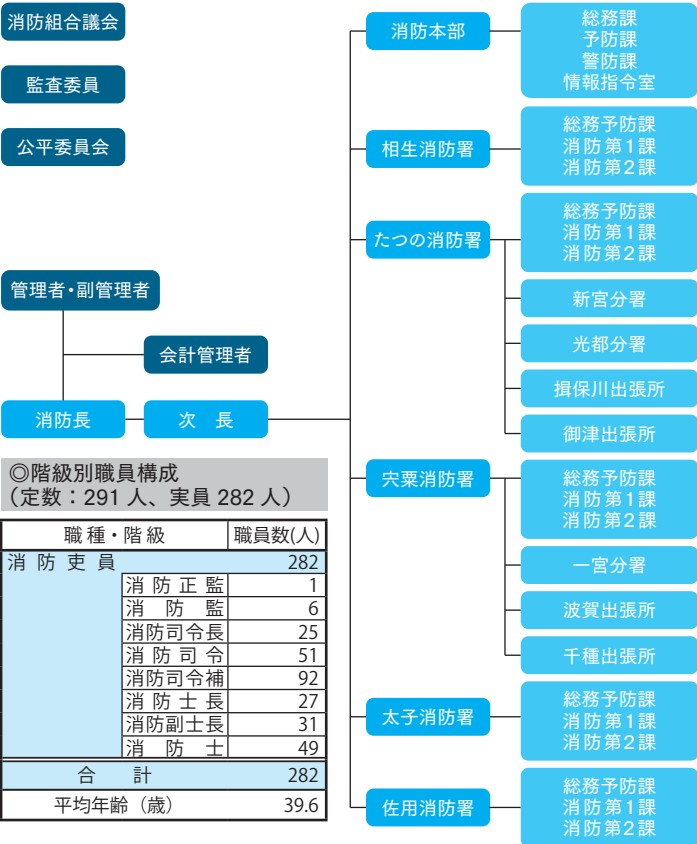 消防組合議会
監査委員
公平委員会
管理者・副管理者
会計管理者
消防長
次　長
消防本部
総務課
予防課
警防課
情報指令室
相生消防署
総務予防課
消防第1課
消防第2課
たつの消防署
総務予防課
消防第1課
消防第2課
新宮分署
光都分署
揖保川出張所
御津出張所
宍粟消防署
総務予防課
消防第1課
消防第2課
一宮分署
波賀出張所
千種出張所
太子消防署
総務予防課
消防第1課
消防第2課
佐用消防署
総務予防課
消防第1課
消防第2課
◎階級別職員構成
（定数：291人、実員 282人）
職種・階級　職員数(人)
消防吏員　282
消防正監　1
消防監　6
消防司令長　25
消防司令　51
消防司令補　92
消防士長　27
消防副士長　31
消防士　49
合　計　282
平均年齢（歳）　39.6